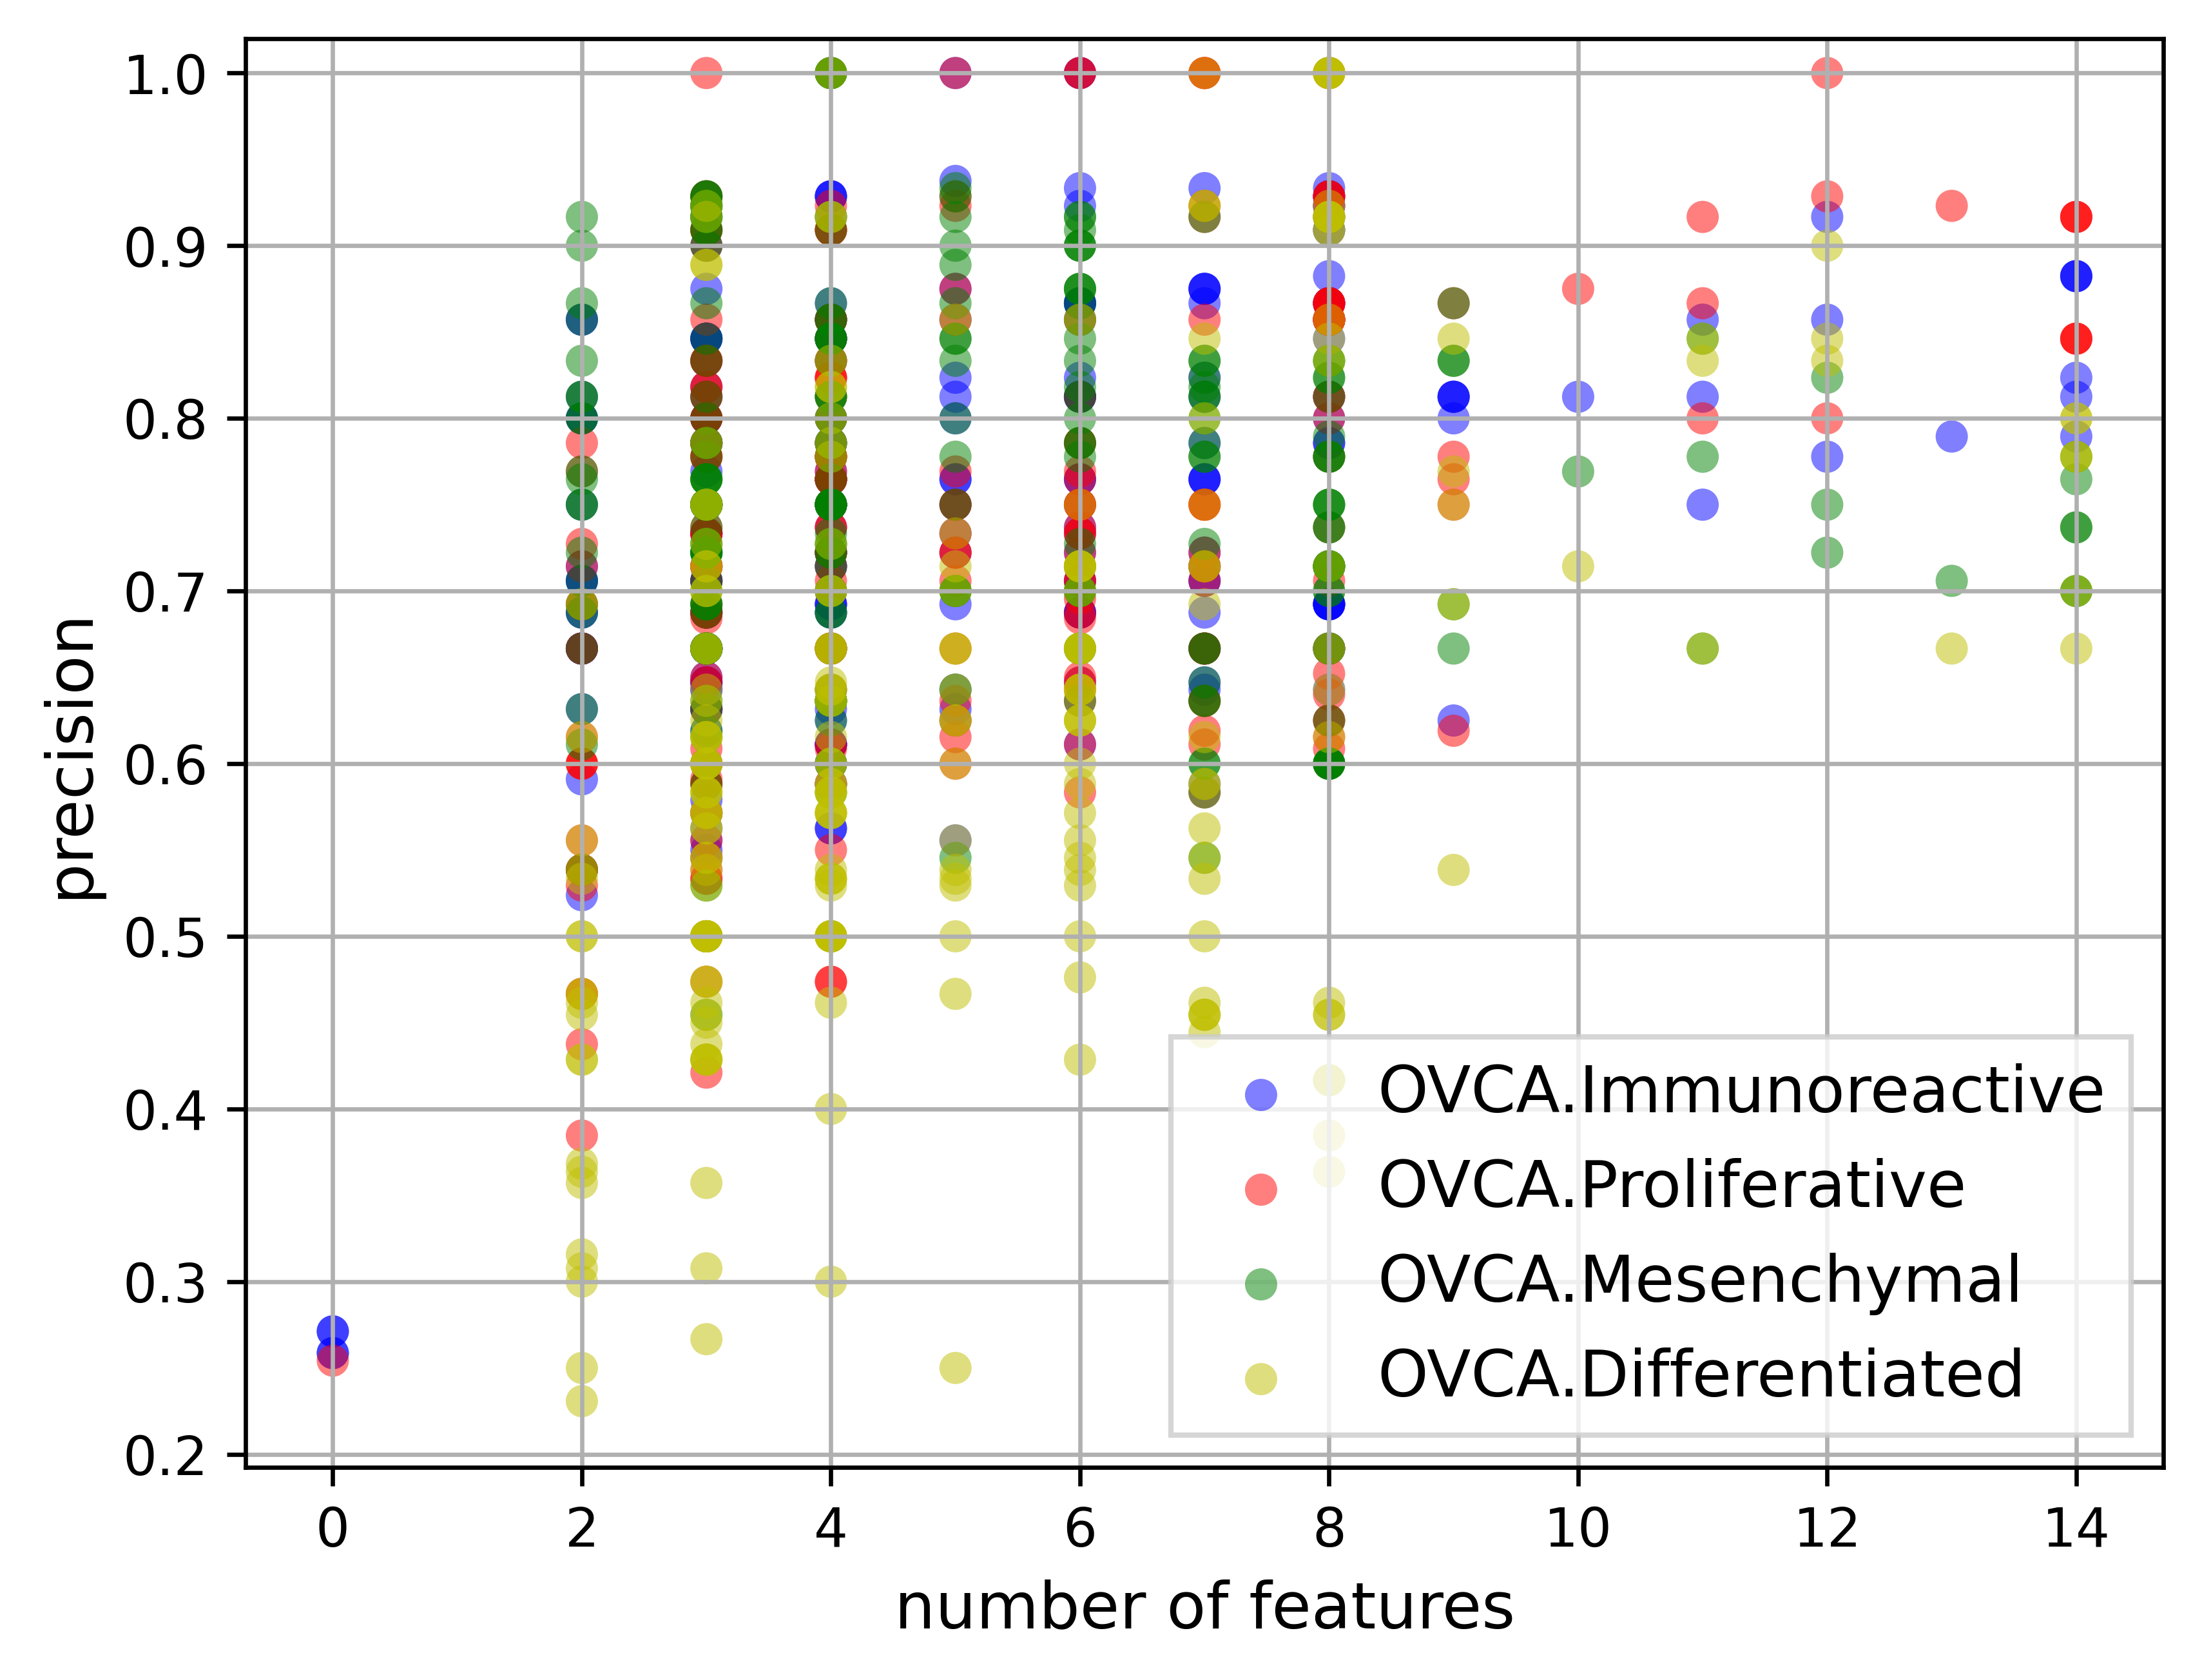 1.0
0.9
0.8
0.7
0.6
0.5
0.4
0.3
0.2
precision
OVCA.Immunoreactive
OVCA.Proliferative
OVCA.Mesenchymal
OVCA.Differentiated
0 2 4 6 8 10 12 14
number of features